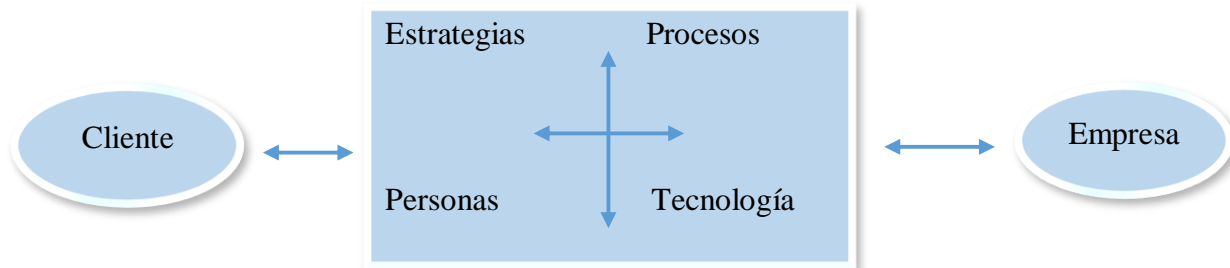 Estrategias Procesos
Cliente
Empresa
Personas Tecnología